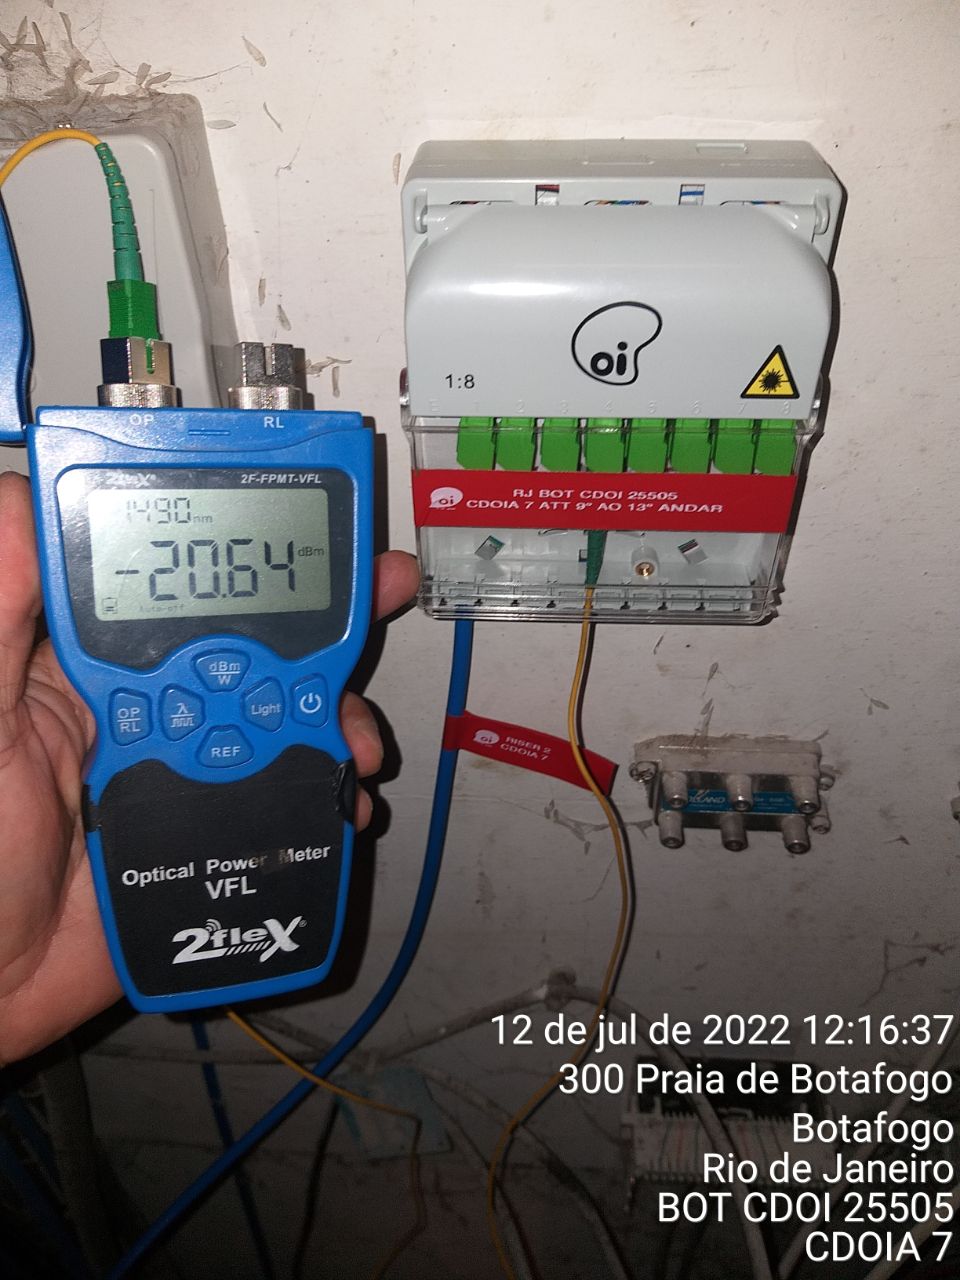 OP
RL
2flex
2F-FPMT-VFL
1490nm
-20.64 dBm
Auto-off
dBm
W
OP
RL
λ
Light
REF
Optical Power Meter
VFL
2flex
oi
1:8
1 2 3 4 5 6 7 8
oi
RJ BOT CDOI 25505
CDOIA 7 ATT 9º AO 13º ANDAR
oi
RISER 2
CDOIA 7
12 de jul de 2022 12:16:37
300 Praia de Botafogo
Botafogo
Rio de Janeiro
BOT CDOI 25505
CDOIA 7